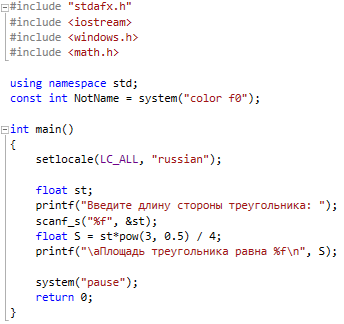 #include "stdafx.h"
#include <iostream>
#include <windows.h>
#include <math.h>
using namespace std;
const int NotName = system("color f0");
int main()
{
setlocale(LC_ALL, "russian");
float st;
printf("Введите длину стороны треугольника: ");
scanf_s("%f", &st);
float S = st*pow(3, 0.5) / 4;
printf("\aПлощадь треугольника равна %f\n", S);
system("pause");
return 0;
}